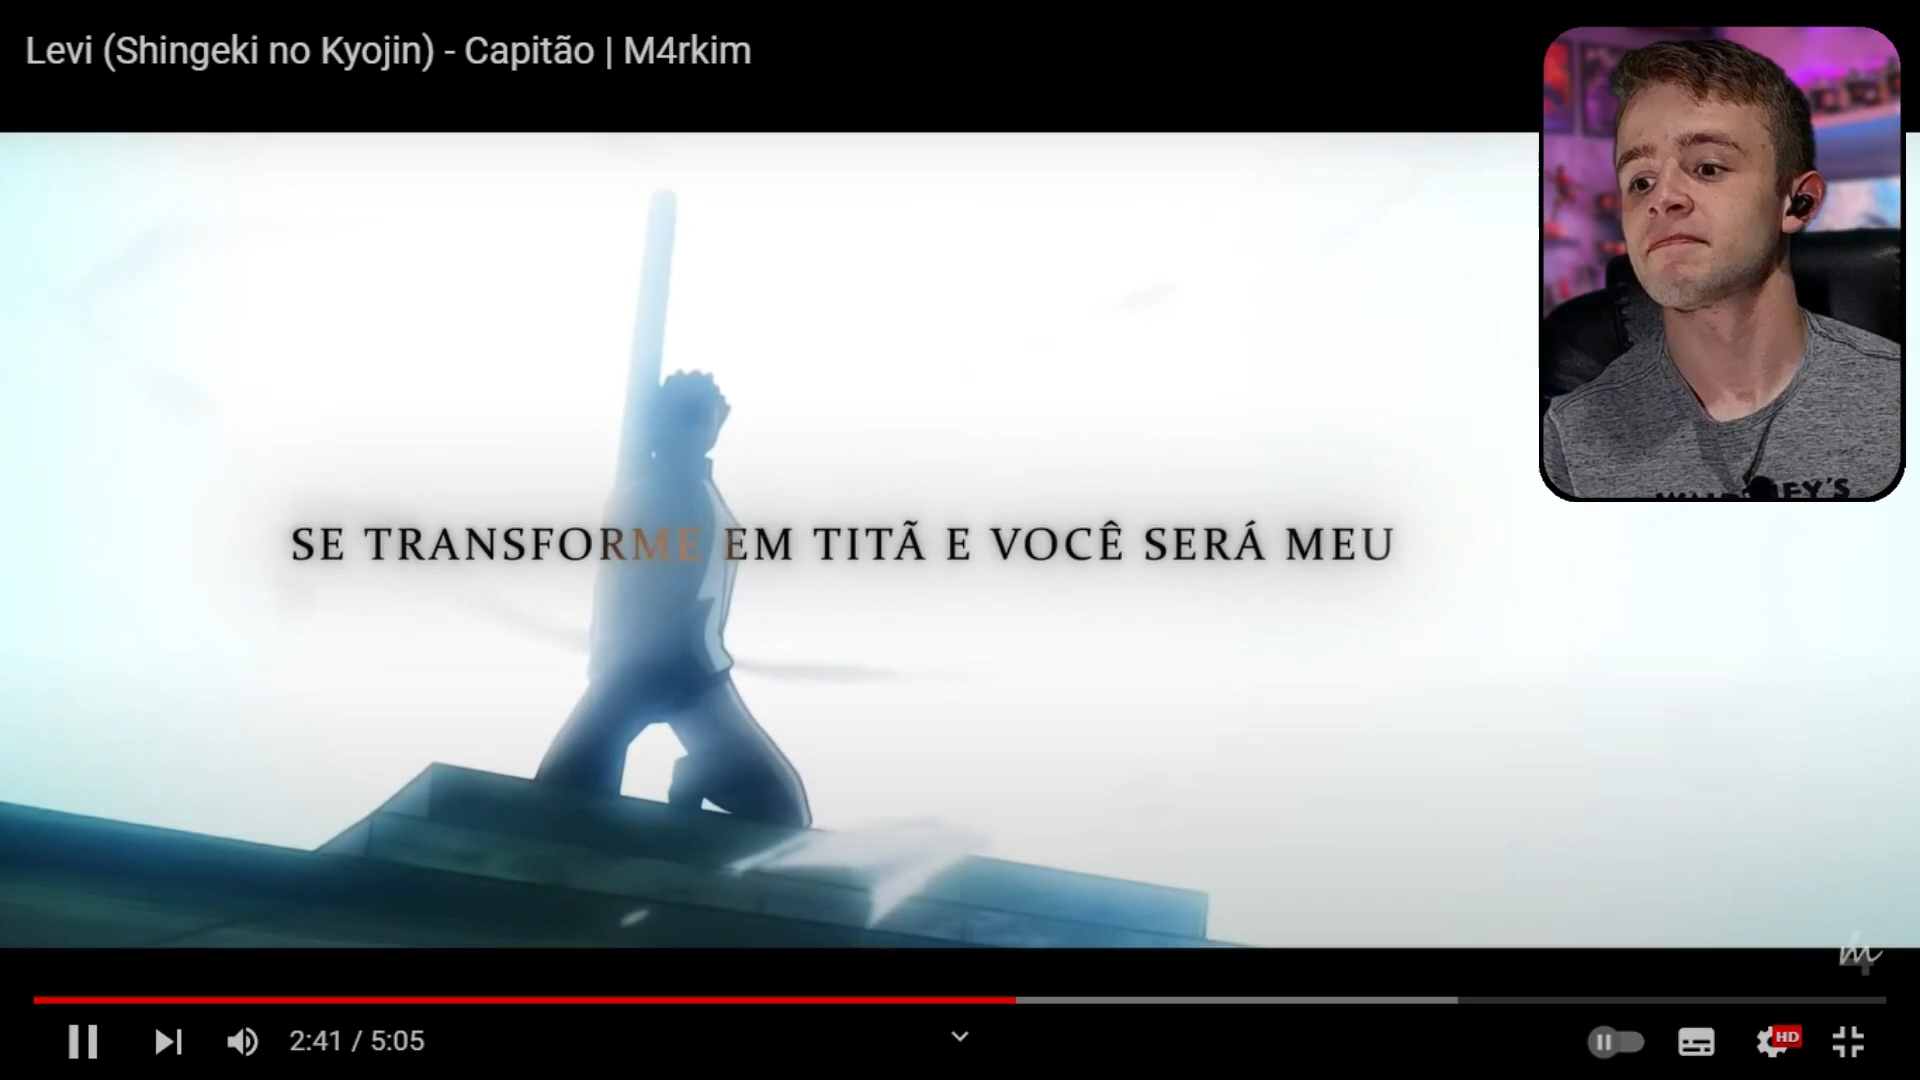 Levi (Shingeki no Kyojin) - Capitão | M4rkim
SE TRANSFORME EM TITÃ E VOCÊ SERÁ MEU
2:41 / 5:05
HD